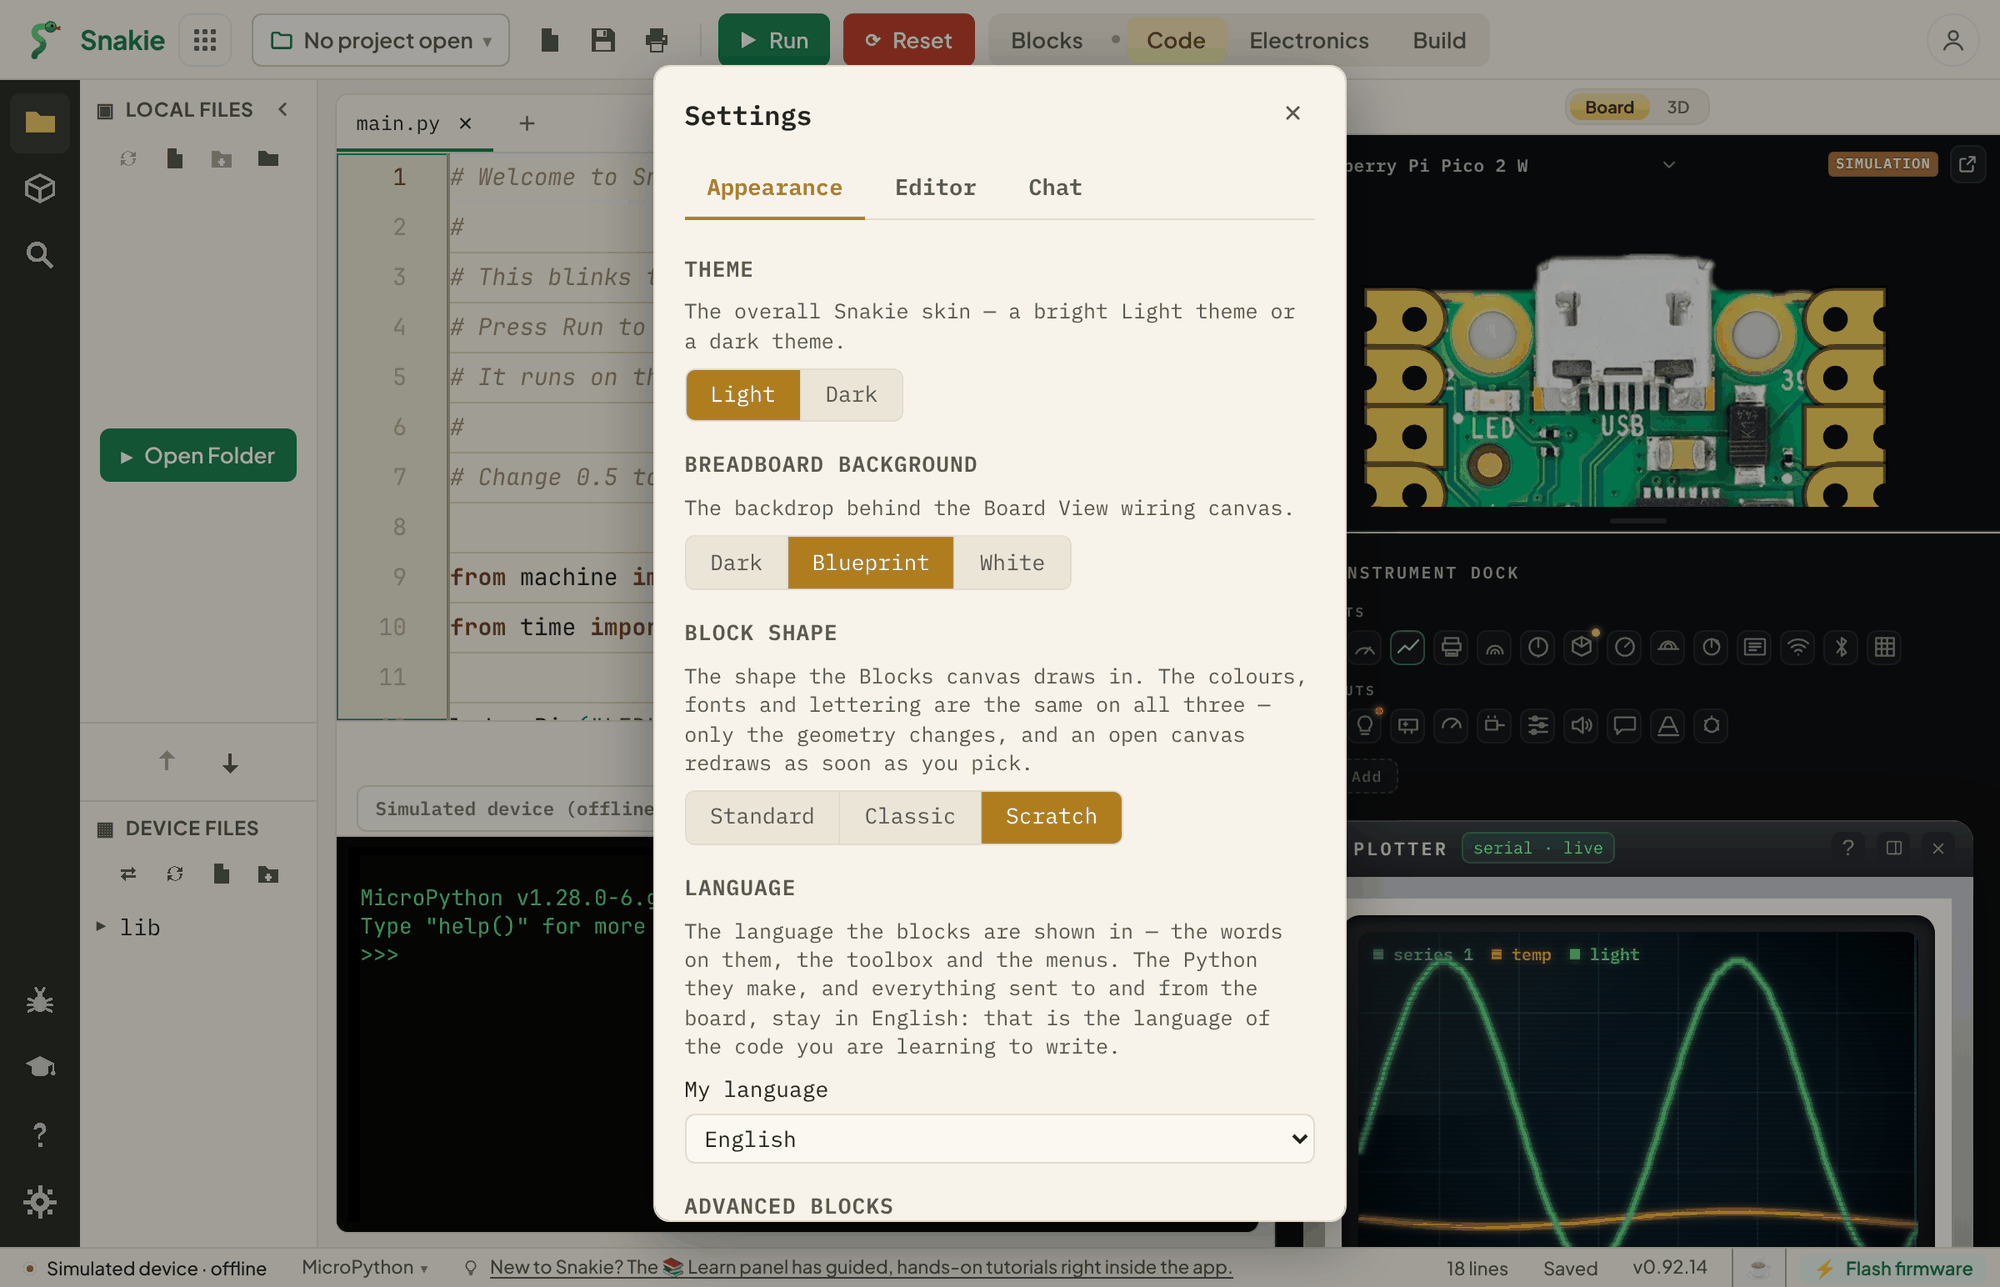 Snakie
No project open
Run
Reset
Blocks
Code
Electronics
Build
LOCAL FILES
Open Folder
DEVICE FILES
lib
main.py
1 # Welcome to Sn
2 #
3 # This blinks t
4 # Press Run to
5 # It runs on th
6 #
7 # Change 0.5 to
8
9 from machine im
10 from time impor
11
Simulated device (offline
MicroPython v1.28.0-6.g
Type "help()" for more
>>>
Settings
Appearance
Editor
Chat
THEME
The overall Snakie skin — a bright Light theme or
a dark theme.
Light
Dark
BREADBOARD BACKGROUND
The backdrop behind the Board View wiring canvas.
Dark
Blueprint
White
BLOCK SHAPE
The shape the Blocks canvas draws in. The colours,
fonts and lettering are the same on all three —
only the geometry changes, and an open canvas
redraws as soon as you pick.
Standard
Classic
Scratch
LANGUAGE
The language the blocks are shown in — the words
on them, the toolbox and the menus. The Python
they make, and everything sent to and from the
board, stay in English: that is the language of
the code you are learning to write.
My language
English
ADVANCED BLOCKS
Board
3D
berry Pi Pico 2 W
SIMULATION
LED
USB
39
NSTRUMENT DOCK
TS
UTS
Add
PLOTTER
serial · live
?
series 1
temp
light
Simulated device · offline
MicroPython
New to Snakie? The 📚 Learn panel has guided, hands-on tutorials right inside the app.
18 lines
Saved
v0.92.14
Flash firmware